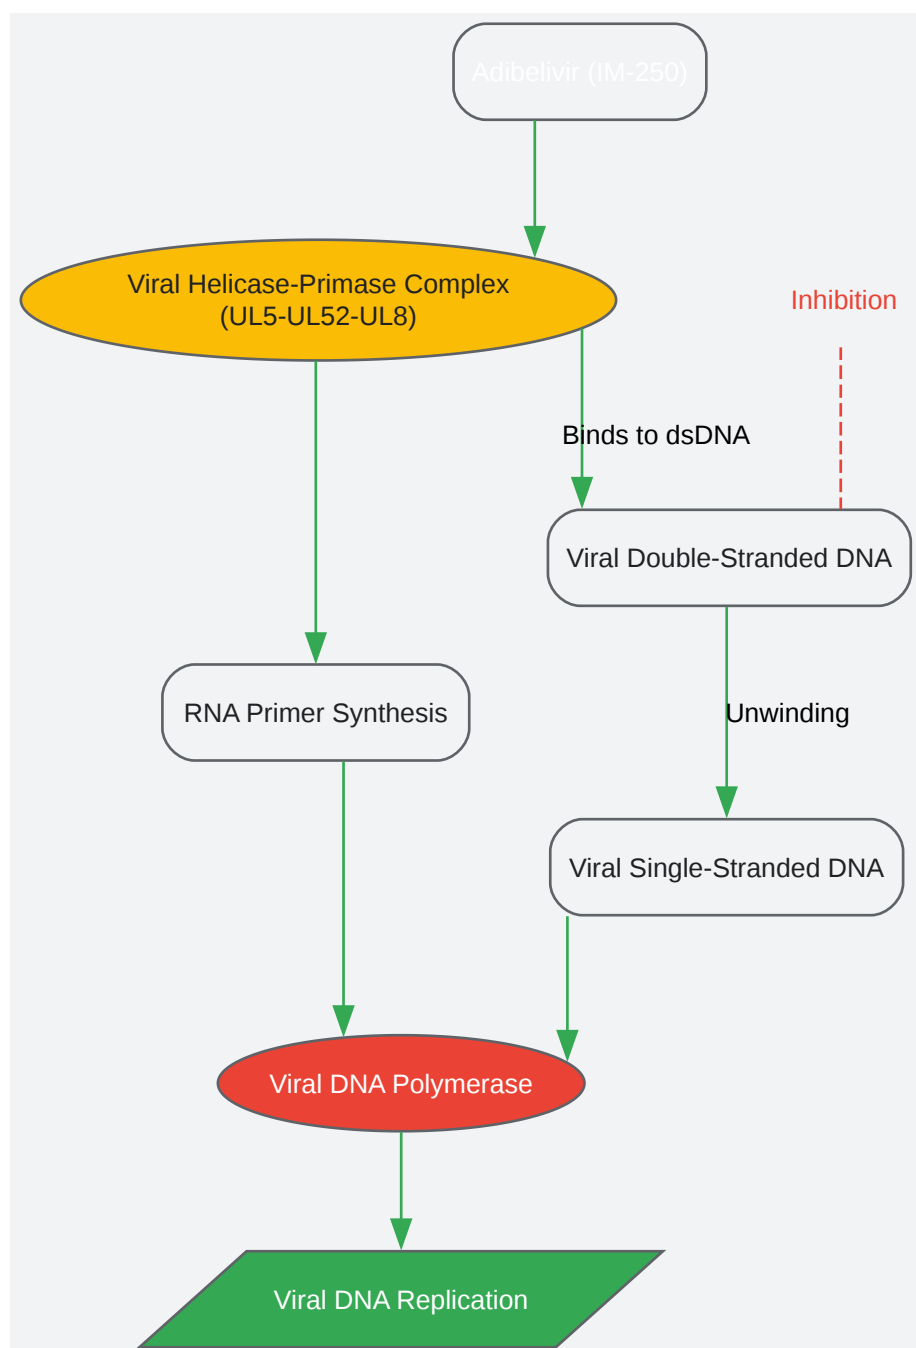 Adibelivir (IM-250)
Viral Helicase-Primase Complex
(UL5-UL52-UL8)
Inhibition
Binds to dsDNA
Viral Double-Stranded DNA
RNA Primer Synthesis
Unwinding
Viral Single-Stranded DNA
Viral DNA Polymerase
Viral DNA Replication